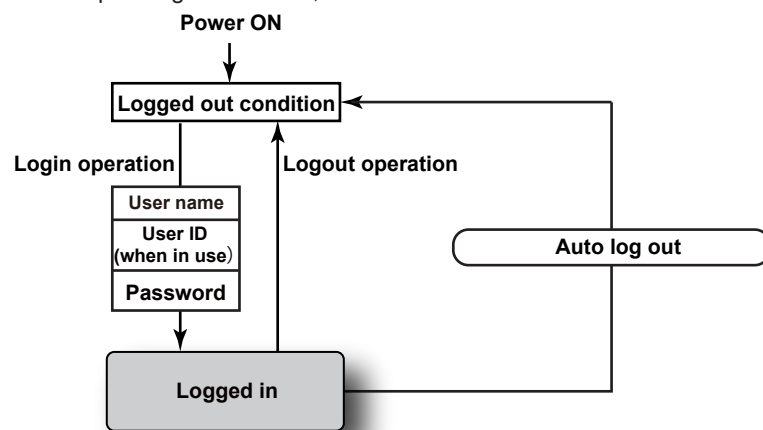 Power ON
Logged out condition
Login operation
Logout operation
User name
User ID
(when in use)
Password
Auto log out
Logged in